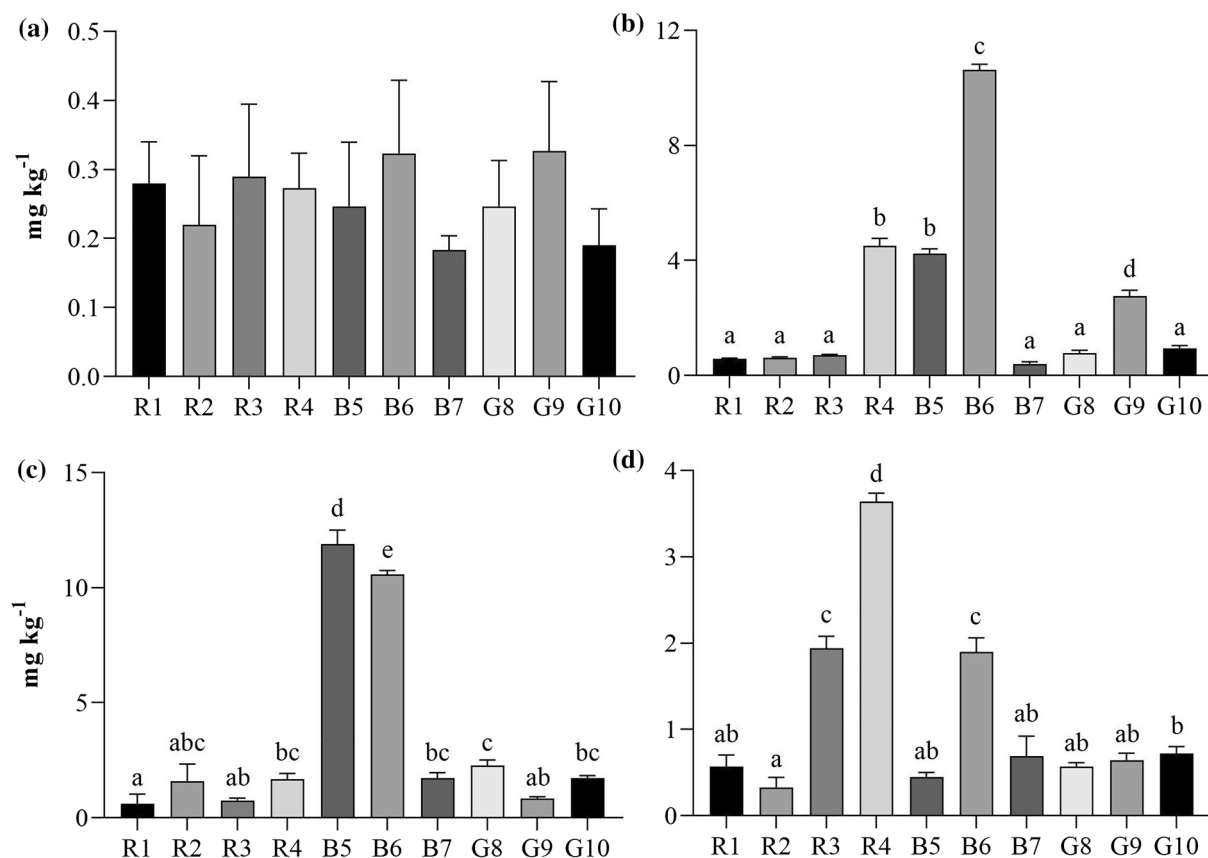 (a)
0.5
0.4
0.3
0.2
0.1
0.0
mg kg⁻¹
R1 R2 R3 R4 B5 B6 B7 G8 G9 G10
(b)
12
8
4
0
a a a b b c a a d a
R1 R2 R3 R4 B5 B6 B7 G8 G9 G10
(c)
15
10
5
0
mg kg⁻¹
a abc ab bc d e bc c ab bc
R1 R2 R3 R4 B5 B6 B7 G8 G9 G10
(d)
4
3
2
1
0
ab a c d ab c ab ab ab b
R1 R2 R3 R4 B5 B6 B7 G8 G9 G10